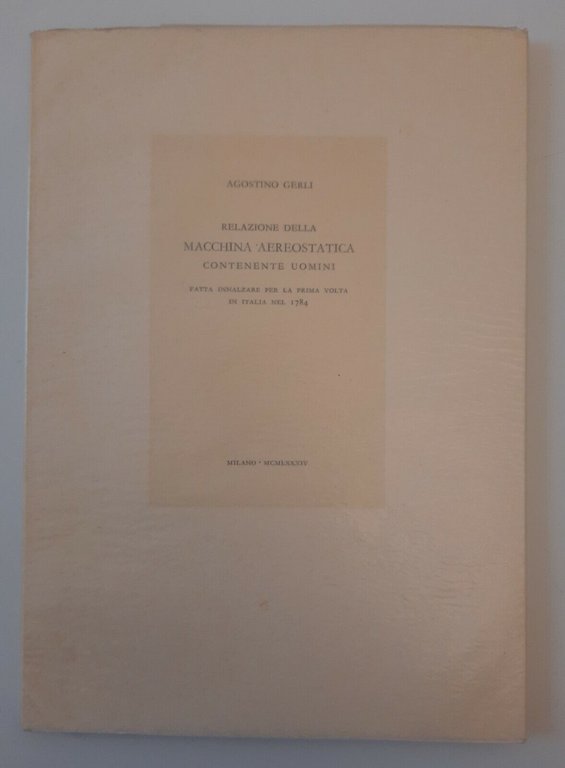 AGOSTINO GERLI
RELAZIONE DELLA
MACCHINA AEREOSTATICA
CONTENENTE UOMINI
FATTA INNALZARE PER LA PRIMA VOLTA
IN ITALIA NEL 1784
MILANO · MCMLXXXIV